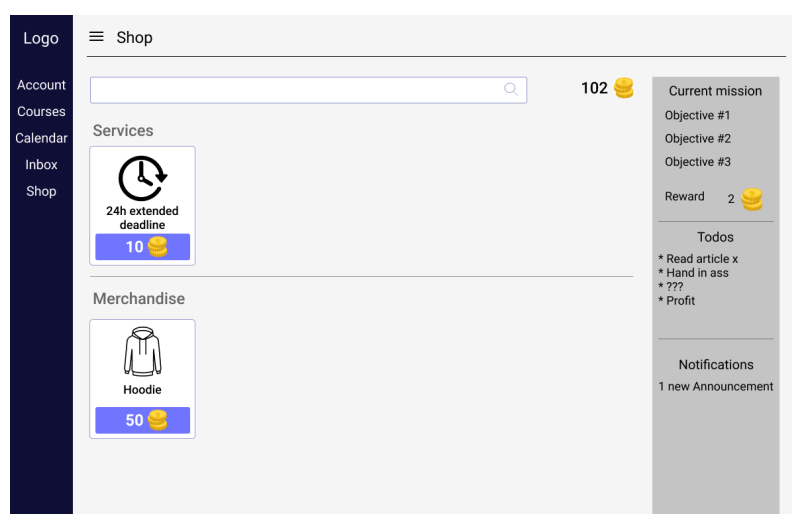 Logo
Account
Courses
Calendar
Inbox
Shop
Shop
102
Services
24h extended
deadline
10
Merchandise
Hoodie
50
Current mission
Objective #1
Objective #2
Objective #3
Reward 2
Todos
* Read article x
* Hand in ass
* ???
* Profit
Notifications
1 new Announcement